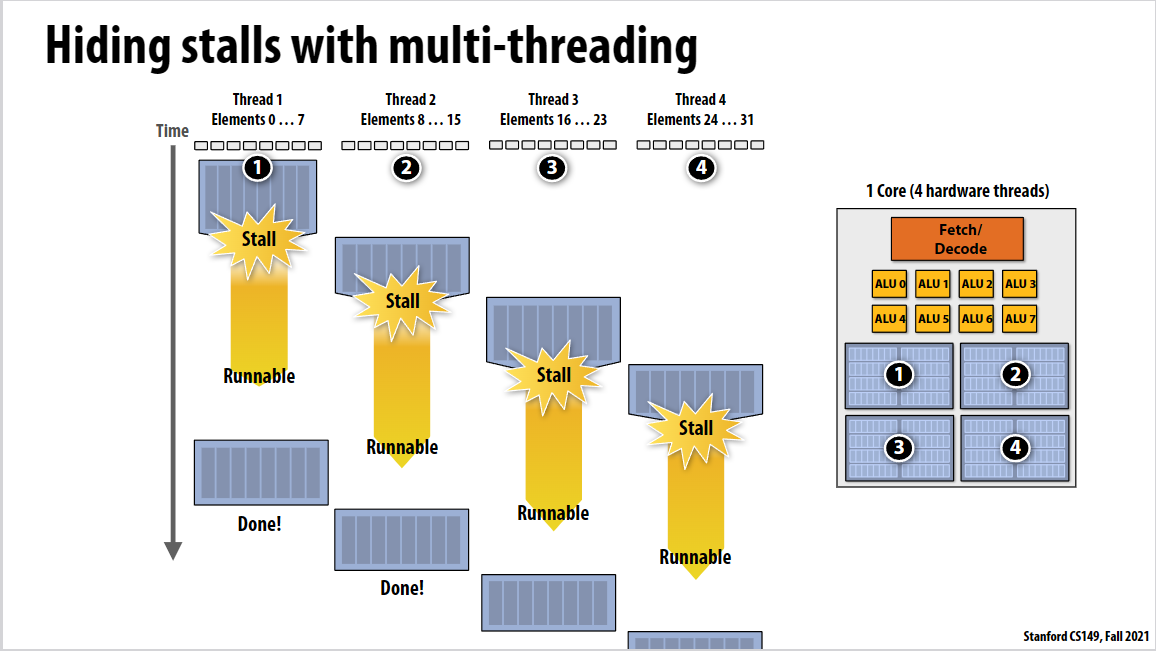 Hiding stalls with multi-threading
Thread 1
Elements 0 … 7
Thread 2
Elements 8 … 15
Thread 3
Elements 16 … 23
Thread 4
Elements 24 … 31
Time
1
2
3
4
Stall
Stall
Stall
Stall
Runnable
Runnable
Runnable
Runnable
Done!
Done!
1 Core (4 hardware threads)
Fetch/
Decode
ALU 0
ALU 1
ALU 2
ALU 3
ALU 4
ALU 5
ALU 6
ALU 7
1
2
3
4
Stanford CS149, Fall 2021